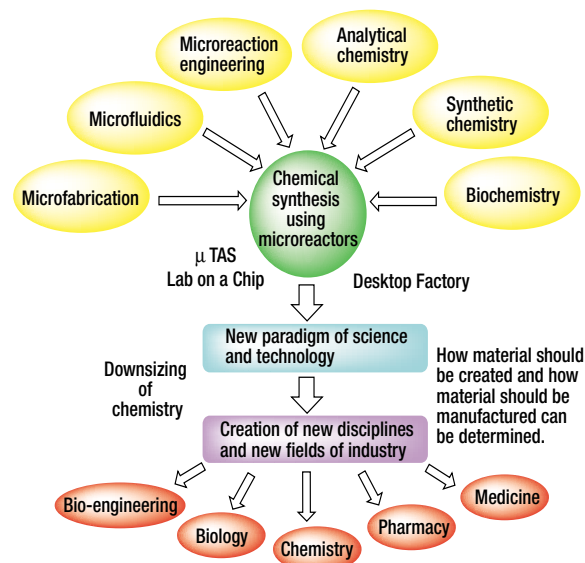 Microreaction
engineering
Analytical
chemistry
Microfluidics
Synthetic
chemistry
Microfabrication
Chemical
synthesis
using
microreactors
Biochemistry
μ TAS
Lab on a Chip
Desktop Factory
New paradigm of science
and technology
Downsizing
of
chemistry
How material should
be created and how
material should be
manufactured can
be determined.
Creation of new disciplines
and new fields of industry
Bio-engineering
Biology
Chemistry
Pharmacy
Medicine